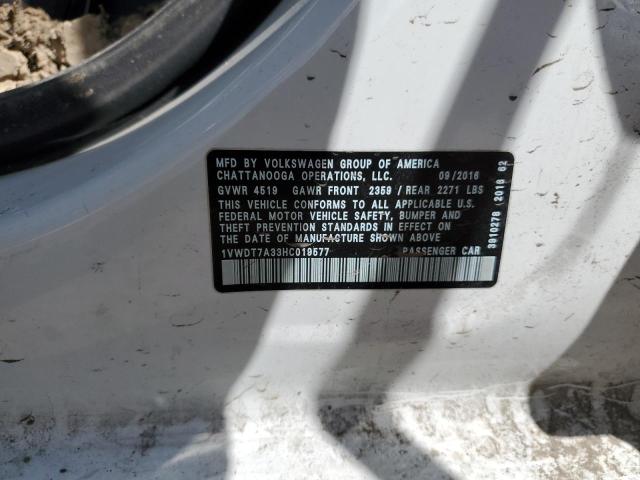 MFD BY VOLKSWAGEN GROUP OF AMERICA
CHATTANOOGA OPERATIONS, LLC. 09/2016
GVWR 4519 GAWR FRONT 2359 / REAR 2271 LBS
THIS VEHICLE CONFORMS TO ALL APPLICABLE U.S.
FEDERAL MOTOR VEHICLE SAFETY, BUMPER AND
THEFT PREVENTION STANDARDS IN EFFECT ON
THE DATE OF MANUFACTURE SHOWN ABOVE
1VWDT7A33HC019577 PASSENGER CAR
3910278 2016 62